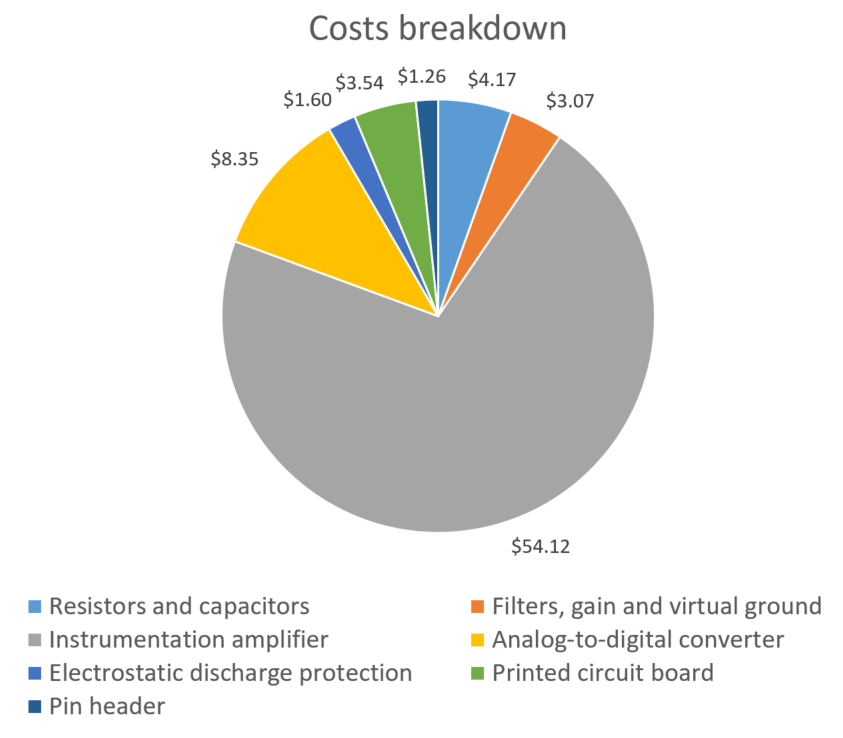 Costs breakdown
$1.26
$4.17
$3.54
$1.60
$3.07
$8.35
$54.12
Resistors and capacitors
Filters, gain and virtual ground
Instrumentation amplifier
Analog-to-digital converter
Electrostatic discharge protection
Printed circuit board
Pin header